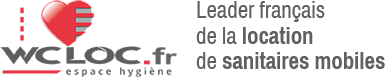 WCLOC.fr
espace hygiène
Leader français
de la location
de sanitaires mobiles